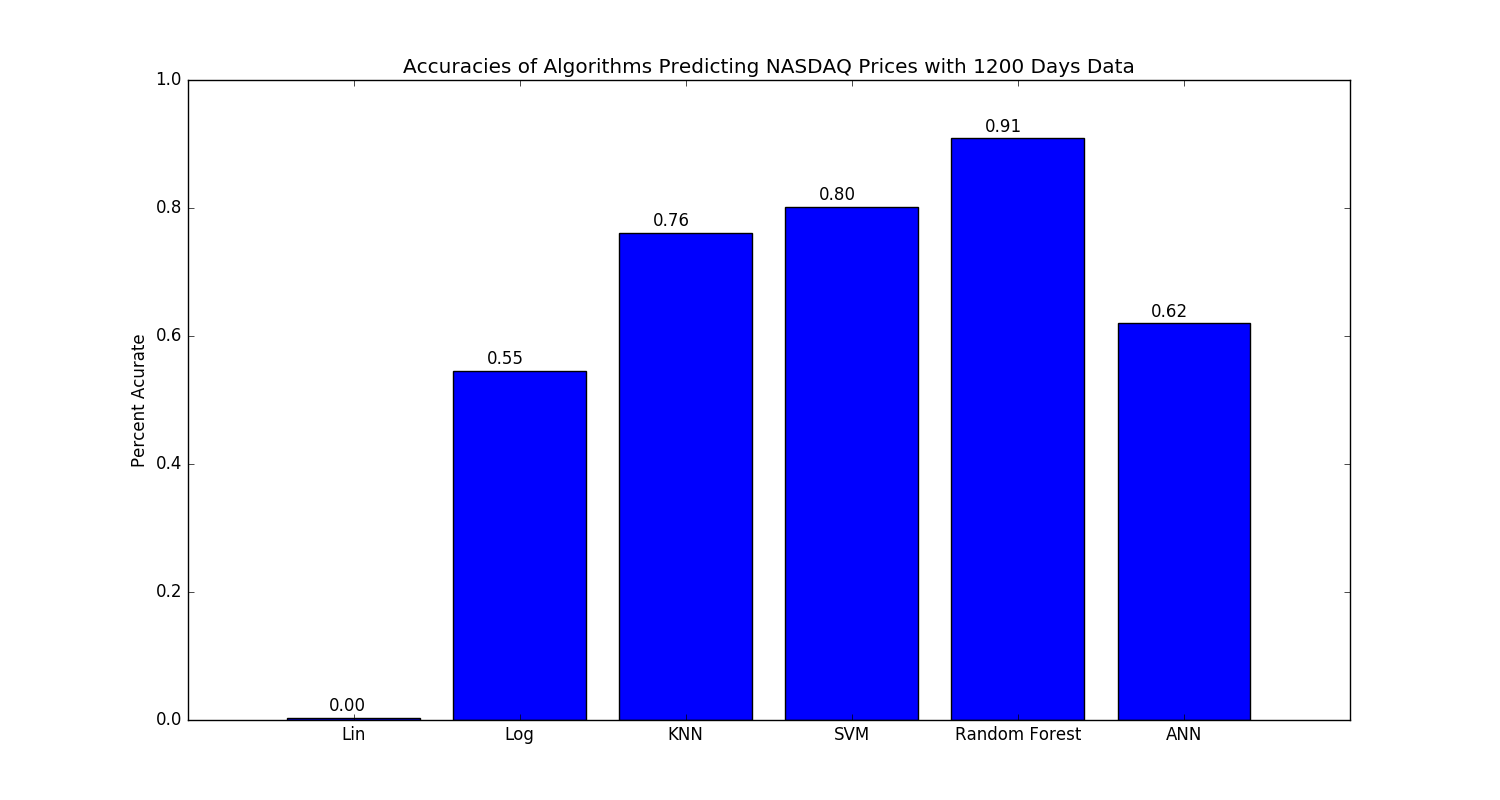 Accuracies of Algorithms Predicting NASDAQ Prices with 1200 Days Data
Percent Acurate
1.0
0.8
0.6
0.4
0.2
0.0
0.00
0.55
0.76
0.80
0.91
0.62
Lin
Log
KNN
SVM
Random Forest
ANN